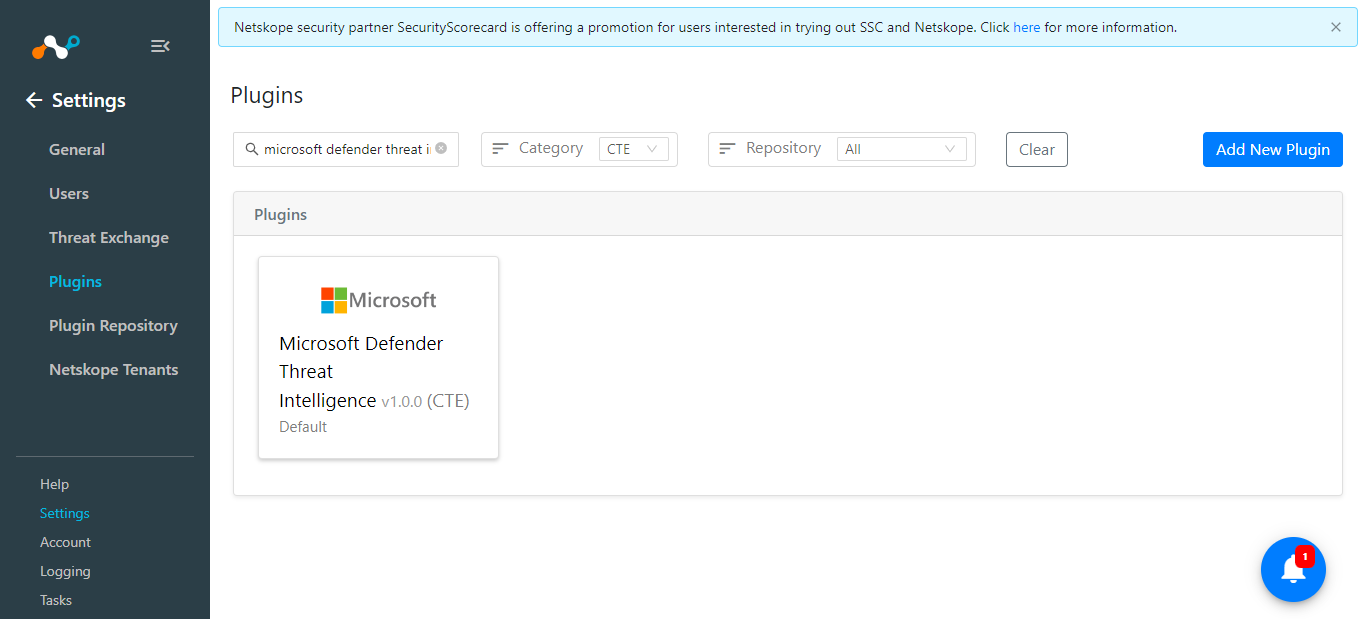 Netskope security partner SecurityScorecard is offering a promotion for users interested in trying out SSC and Netskope. Click here for more information.
Settings
General
Users
Threat Exchange
Plugins
Plugin Repository
Netskope Tenants
Help
Settings
Account
Logging
Tasks
Plugins
microsoft defender threat i
Category
CTE
Repository
All
Clear
Add New Plugin
Plugins
Microsoft
Microsoft Defender
Threat
Intelligence v1.0.0 (CTE)
Default
1